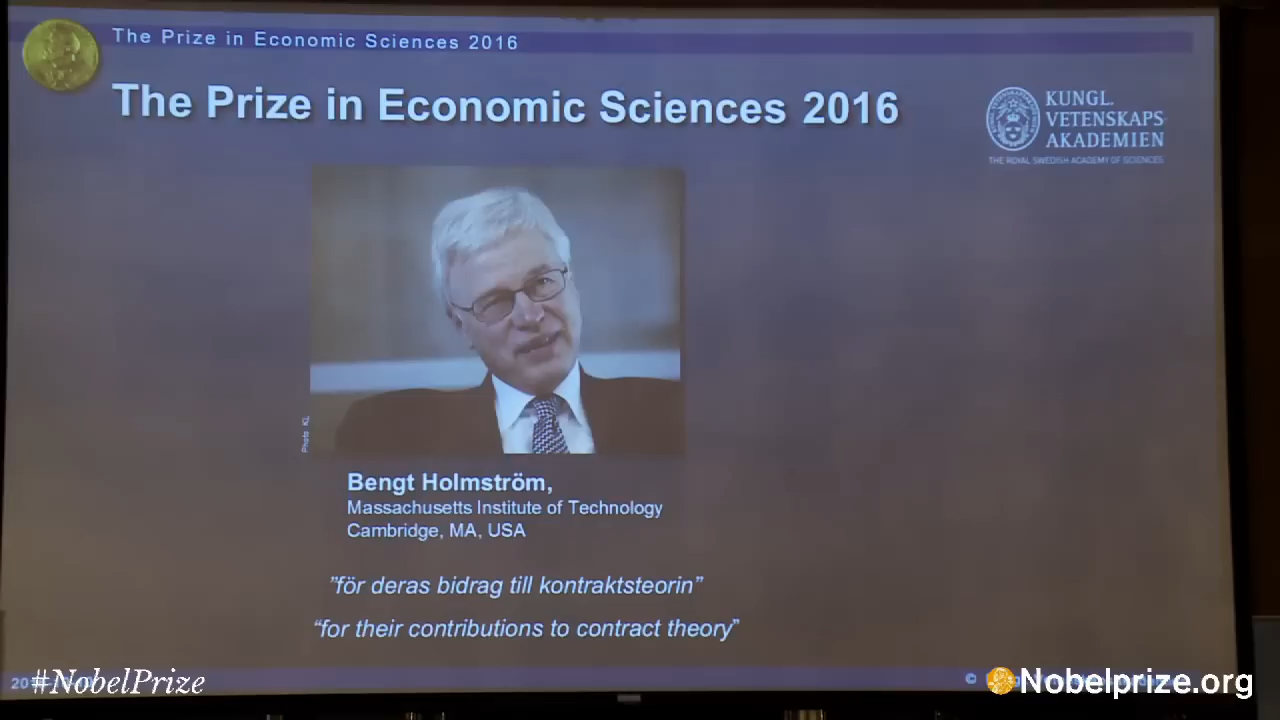 The Prize in Economic Sciences 2016
The Prize in Economic Sciences 2016
KUNGL.
VETENSKAPS
AKADEMIEN
THE ROYAL SWEDISH ACADEMY OF SCIENCES
Photo: KL
Bengt Holmström,
Massachusetts Institute of Technology
Cambridge, MA, USA
”för deras bidrag till kontraktsteorin”
“for their contributions to contract theory”
#NobelPrize
©
Nobelprize.org